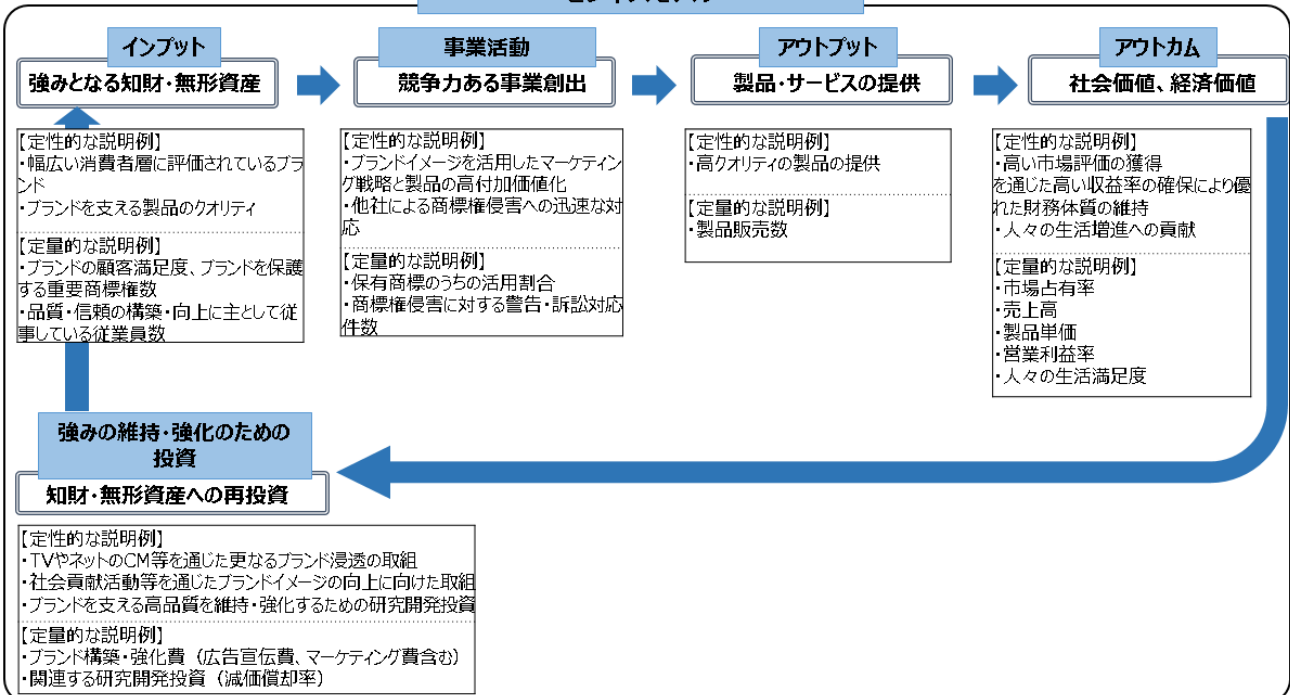 インプット
強みとなる知財・無形資産
【定性的な説明例】
・幅広い消費者層に評価されているブラ
ンド
・ブランドを支える製品のクオリティ
【定量的な説明例】
・ブランドの顧客満足度、ブランドを保護
する重要商標権数
・品質・信頼の構築・向上に主として従
事している従業員数
事業活動
競争力ある事業創出
【定性的な説明例】
・ブランドイメージを活用したマーケティン
グ戦略と製品の高付加価値化
・他社による商標権侵害への迅速な対
応
【定量的な説明例】
・保有商標のうちの活用割合
・商標権侵害に対する警告・訴訟対応
件数
アウトプット
製品・サービスの提供
【定性的な説明例】
・高クオリティの製品の提供
【定量的な説明例】
・製品販売数
アウトカム
社会価値、経済価値
【定性的な説明例】
・高い市場評価の獲得
を通じた高い収益率の確保により優
れた財務体質の維持
・人々の生活増進への貢献
【定量的な説明例】
・市場占有率
・売上高
・製品単価
・営業利益率
・人々の生活満足度
強みの維持・強化のための
投資
知財・無形資産への再投資
【定性的な説明例】
・TVやネットのCM等を通じた更なるブランド浸透の取組
・社会貢献活動等を通じたブランドイメージの向上に向けた取組
・ブランドを支える高品質を維持・強化するための研究開発投資
【定量的な説明例】
・ブランド構築・強化費（広告宣伝費、マーケティング費含む）
・関連する研究開発投資（減価償却率）